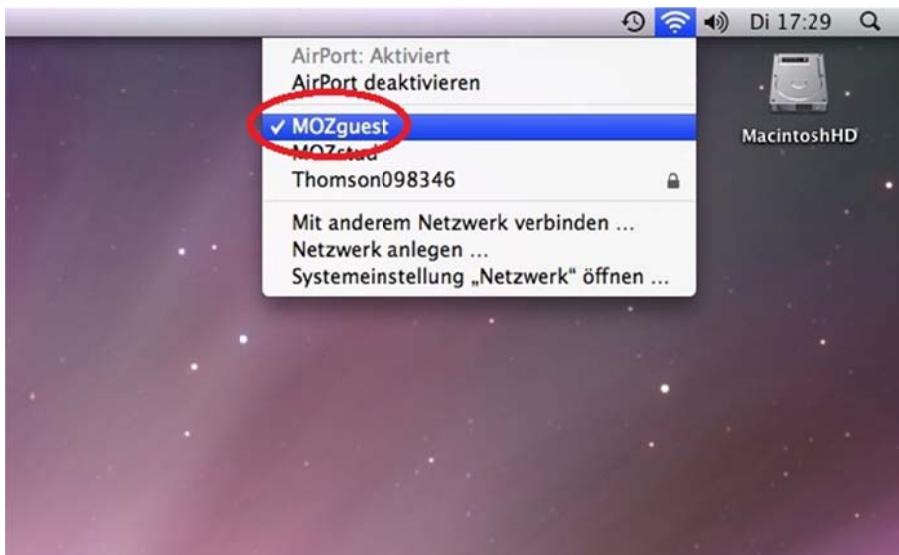 Di 17:29
AirPort: Aktiviert
AirPort deaktivieren
✓ MOZguest
MOZstud
Thomson098346
Mit anderem Netzwerk verbinden ...
Netzwerk anlegen ...
Systemeinstellung „Netzwerk“ öffnen ...
MacintoshHD